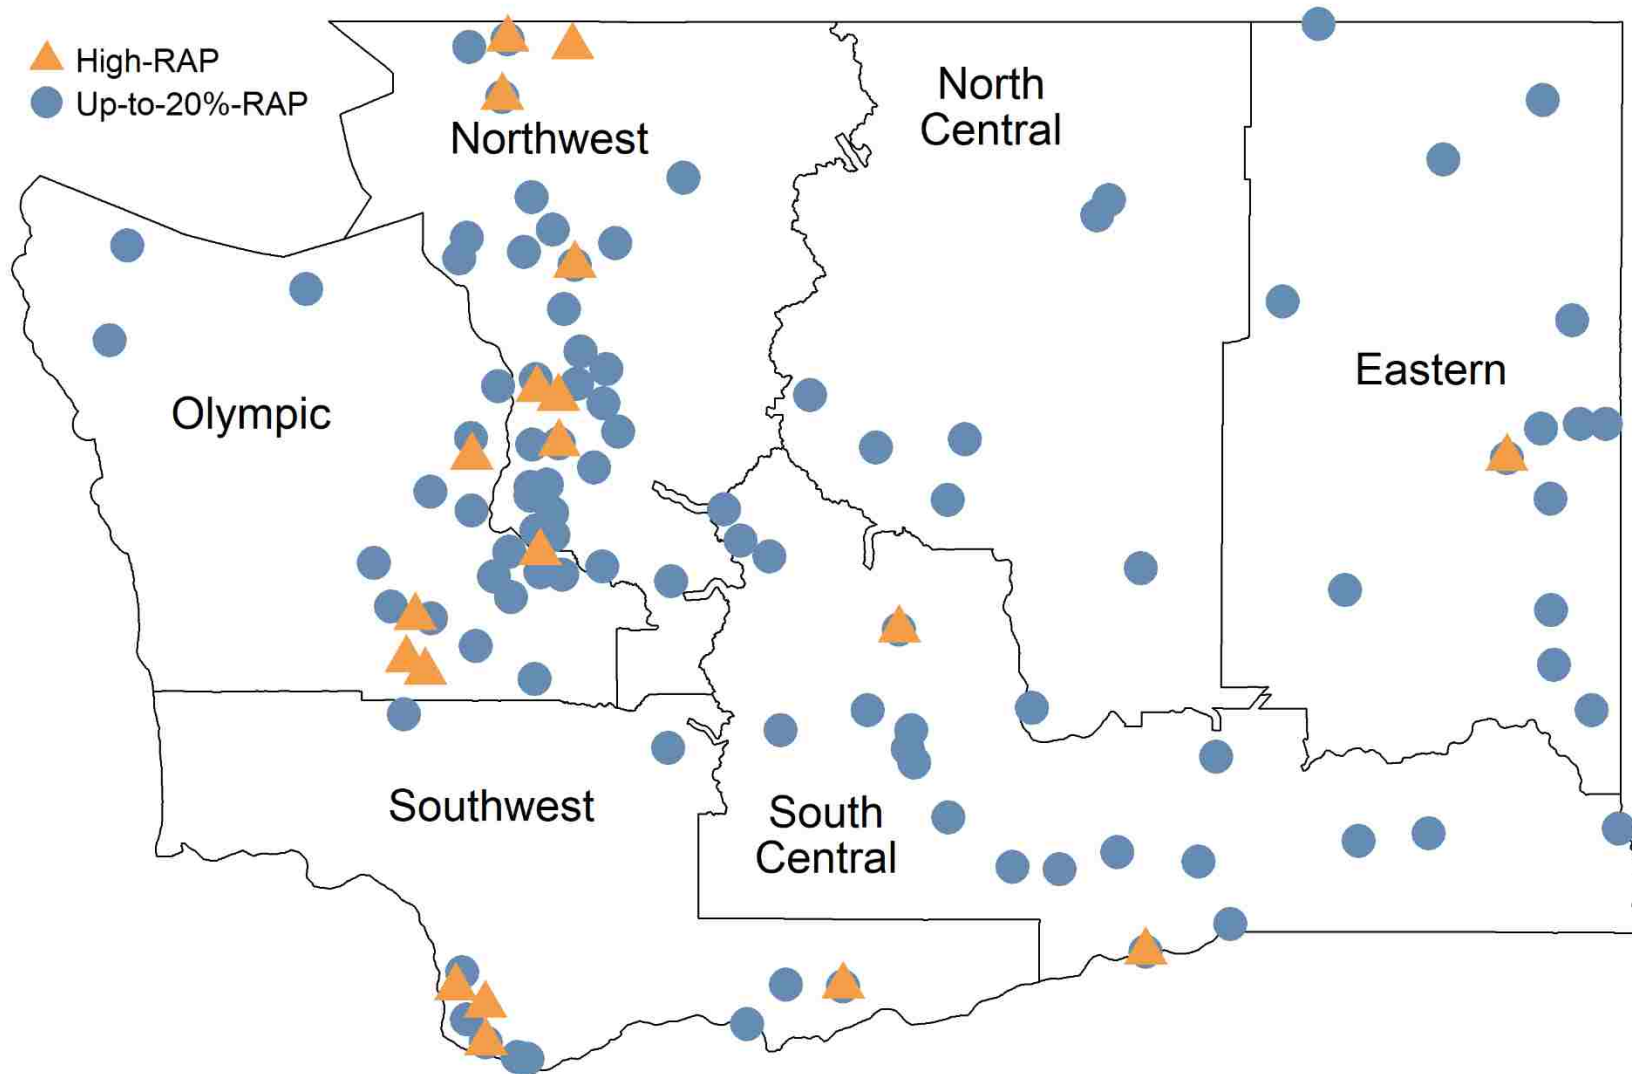 High-RAP
Up-to-20%-RAP
North
Central
Northwest
Eastern
Olympic
Southwest
South
Central